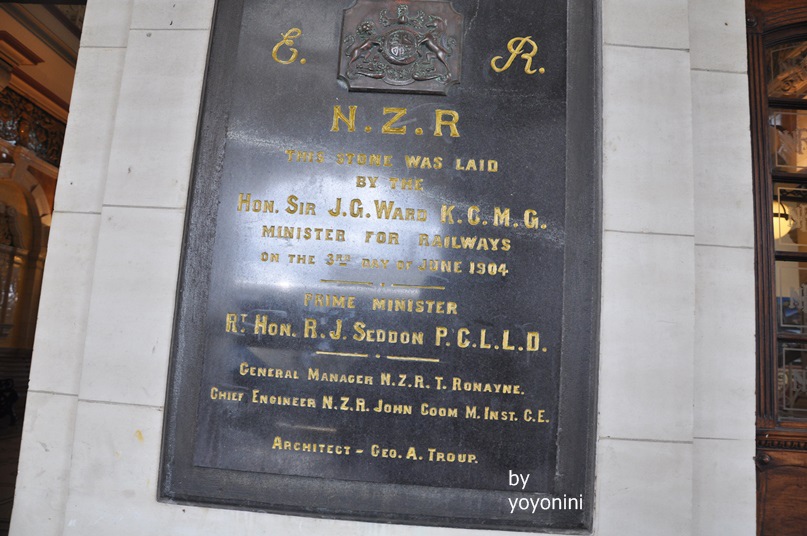 E. R.
N.Z.R
THIS STONE WAS LAID
BY THE
HON. SIR J.G. WARD K.C.M.G.
MINISTER FOR RAILWAYS
ON THE 3RD DAY OF JUNE 1904
PRIME MINISTER
RT HON. R.J. SEDDON P.C.L.L.D.
GENERAL MANAGER N.Z.R. T. RONAYNE.
CHIEF ENGINEER N.Z.R. JOHN COOM M. INST. C.E.
ARCHITECT - GEO. A. TROUP.
by
yoyonini